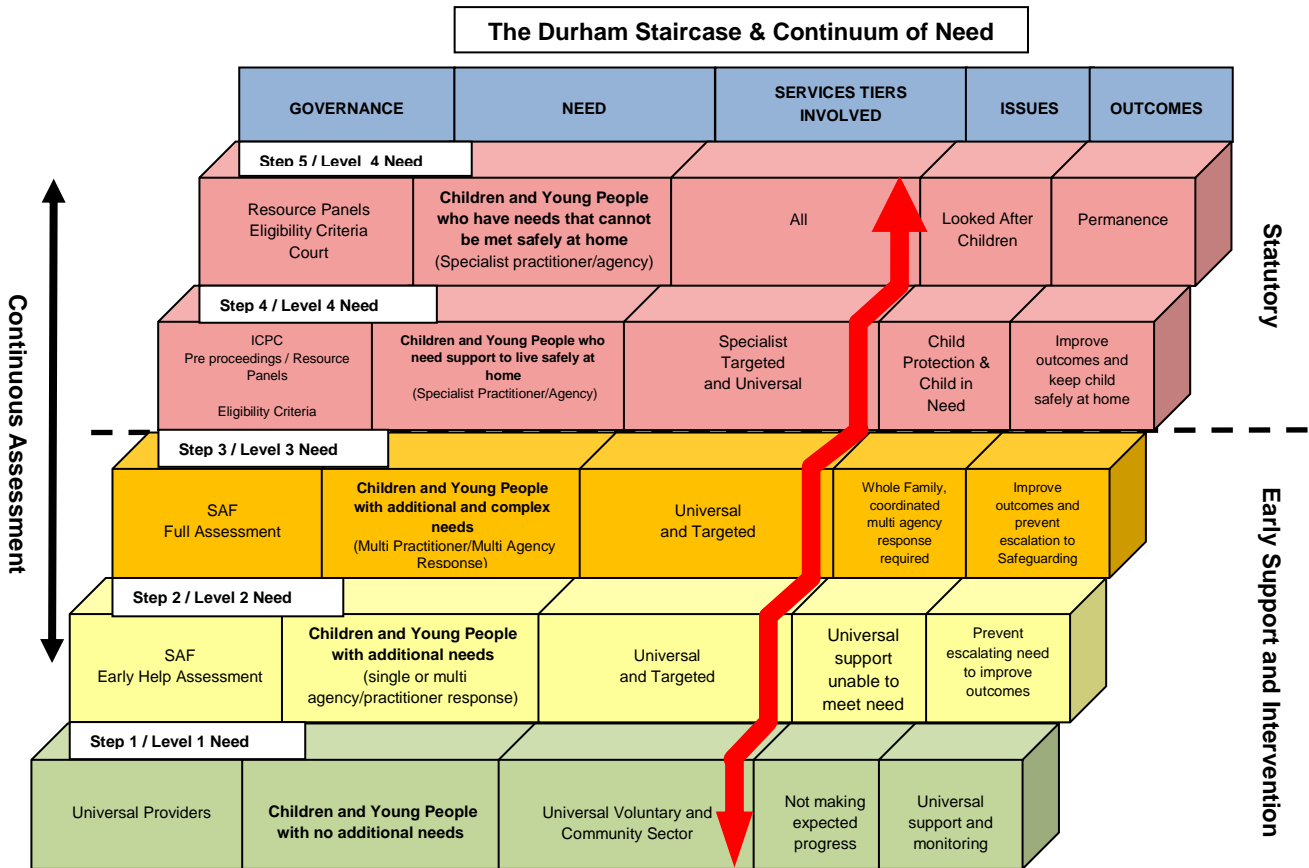 The Durham Staircase & Continuum of Need
GOVERNANCE
NEED
SERVICES TIERS
INVOLVED
ISSUES
OUTCOMES
Step 5 / Level 4 Need
Resource Panels
Eligibility Criteria
Court
Children and Young People
who have needs that cannot
be met safely at home
(Specialist practitioner/agency)
All
Looked After
Children
Permanence
Step 4 / Level 4 Need
ICPC
Pre proceedings / Resource
Panels
Eligibility Criteria
Children and Young People who
need support to live safely at
home
(Specialist Practitioner/Agency)
Specialist
Targeted
and Universal
Child
Protection &
Child in
Need
Improve
outcomes and
keep child
safely at home
Step 3 / Level 3 Need
SAF
Full Assessment
Children and Young People
with additional and complex
needs
(Multi Practitioner/Multi Agency
Response)
Universal
and Targeted
Whole Family,
coordinated
multi agency
response
required
Improve
outcomes and
prevent
escalation to
Safeguarding
Step 2 / Level 2 Need
SAF
Early Help Assessment
Children and Young People
with additional needs
(single or multi
agency/practitioner response)
Universal
and Targeted
Universal
support
unable to
meet need
Prevent
escalating need
to improve
outcomes
Step 1 / Level 1 Need
Universal Providers
Children and Young People
with no additional needs
Universal Voluntary and
Community Sector
Not making
expected
progress
Universal
support and
monitoring
Continuous Assessment
Statutory
Early Support and Intervention